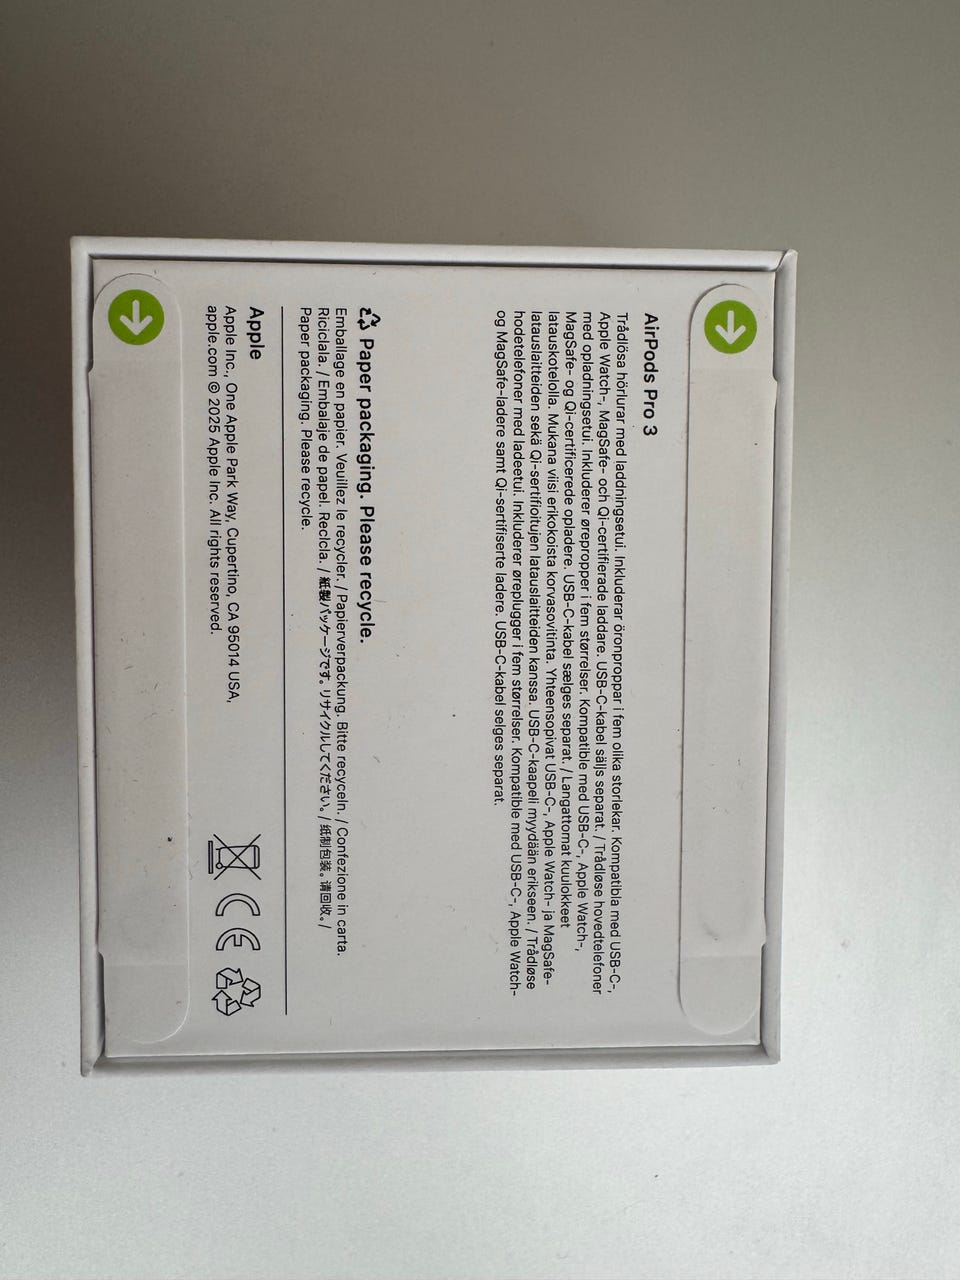 AirPods Pro 3
Trådlösa hörlurar med laddningsetui. Inkluderar öronproppar i fem olika storlekar. Kompatibla med USB-C-,
Apple Watch-, MagSafe- och Qi-certifierade laddare. USB-C-kabel säljs separat. / Trådløse hovedtelefoner
med opladningsetui. Inkluderer ørepropper i fem størrelser. Kompatible med USB-C-, Apple Watch-,
MagSafe- og Qi-certificerede opladere. USB-C-kabel sælges separat. / Langattomat kuulokkeet
latauskotelolla. Mukana viisi erikokoista korvasovitinta. Yhteensopivat USB-C-, Apple Watch- ja MagSafe-
latauslaitteiden sekä Qi-sertifioitujen latauslaitteiden kanssa. USB-C-kaapeli myydään erikseen. / Trådløse
hodetelefoner med ladeetui. Inkluderer øreplugger i fem størrelser. Kompatible med USB-C-, Apple Watch-
og MagSafe-ladere samt Qi-sertifiserte ladere. USB-C-kabel selges separat.
Paper packaging. Please recycle.
Emballage en papier. Veuillez le recycler. / Papierverpackung. Bitte recyceln. / Confezione in carta.
Riciclala. / Embalaje de papel. Recicla. / 紙製パッケージです。リサイクルしてください。/ 纸制包装。请回收。/
Paper packaging. Please recycle.
Apple
Apple Inc., One Apple Park Way, Cupertino, CA 95014 USA,
apple.com © 2025 Apple Inc. All rights reserved.
CE